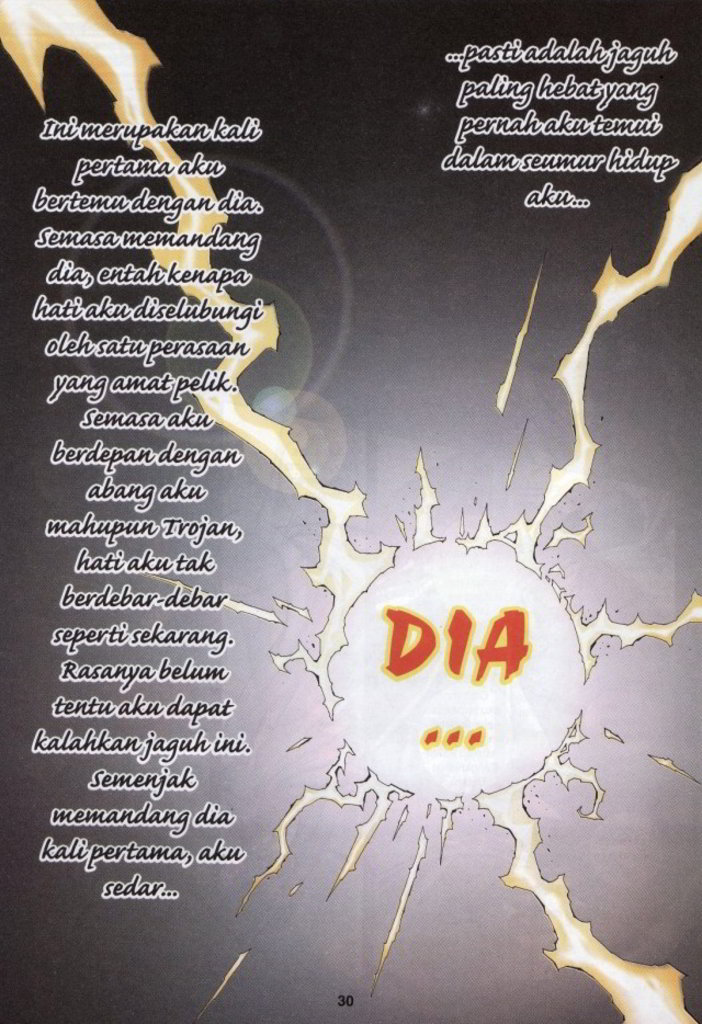 Ini merupakan kali
pertama aku
bertemu dengan dia.
Semasa memandang
dia, entah kenapa
hati aku diselubungi
oleh satu perasaan
yang amat pelik.
Semasa aku
berdepan dengan
abang aku
mahupun Trojan,
hati aku tak
berdebar-debar
seperti sekarang.
Rasanya belum
tentu aku dapat
kalahkan jaguh ini.
Semenjak
memandang dia
kali pertama, aku
sedar...
DIA
...
...pasti adalah jaguh
paling hebat yang
pernah aku temui
dalam seumur hidup
aku...
30